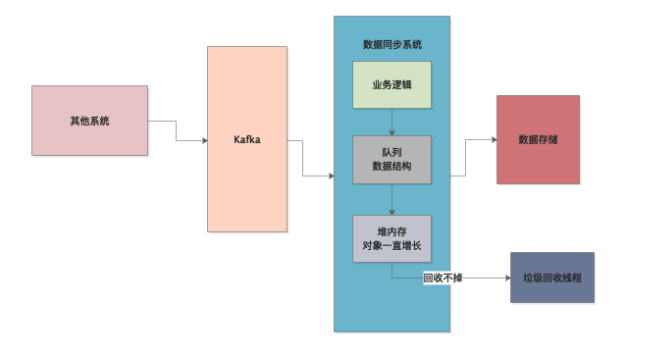 其他系统
Kafka
数据同步系统
业务逻辑
队列
数据结构
堆内存
对象一直增长
回收不掉
数据存储
垃圾回收线程